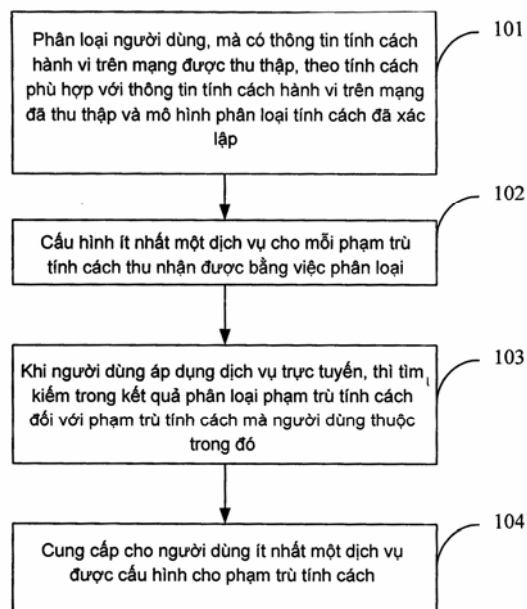 Phân loại người dùng, mà có thông tin tính cách
hành vi trên mạng được thu thập, theo tính cách
phù hợp với thông tin tính cách hành vi trên mạng
đã thu thập và mô hình phân loại tính cách đã xác
lập
101
Cấu hình ít nhất một dịch vụ cho mỗi phạm trù
tính cách thu nhận được bằng việc phân loại
102
Khi người dùng áp dụng dịch vụ trực tuyến, thì tìm
kiếm trong kết quả phân loại phạm trù tính cách
đối với phạm trù tính cách mà người dùng thuộc
trong đó
103
Cung cấp cho người dùng ít nhất một dịch vụ
được cấu hình cho phạm trù tính cách
104